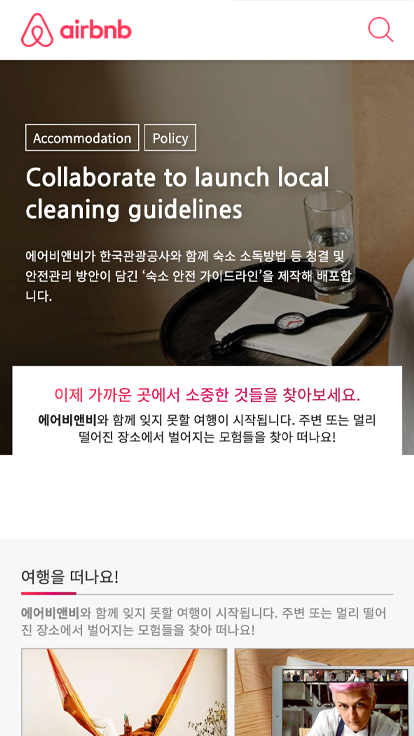 airbnb
Accommodation Policy
Collaborate to launch local
cleaning guidelines
에어비앤비가 한국관광공사와 함께 숙소 소독방법 등 청결 및
안전관리 방안이 담긴 ‘숙소 안전 가이드라인’을 제작해 배포합
니다.
이제 가까운 곳에서 소중한 것들을 찾아보세요.
에어비앤비와 함께 잊지 못할 여행이 시작됩니다. 주변 또는 멀리
떨어진 장소에서 벌어지는 모험들을 찾아 떠나요!
여행을 떠나요!
에어비앤비와 함께 잊지 못할 여행이 시작됩니다. 주변 또는 멀리 떨어
진 장소에서 벌어지는 모험들을 찾아 떠나요!